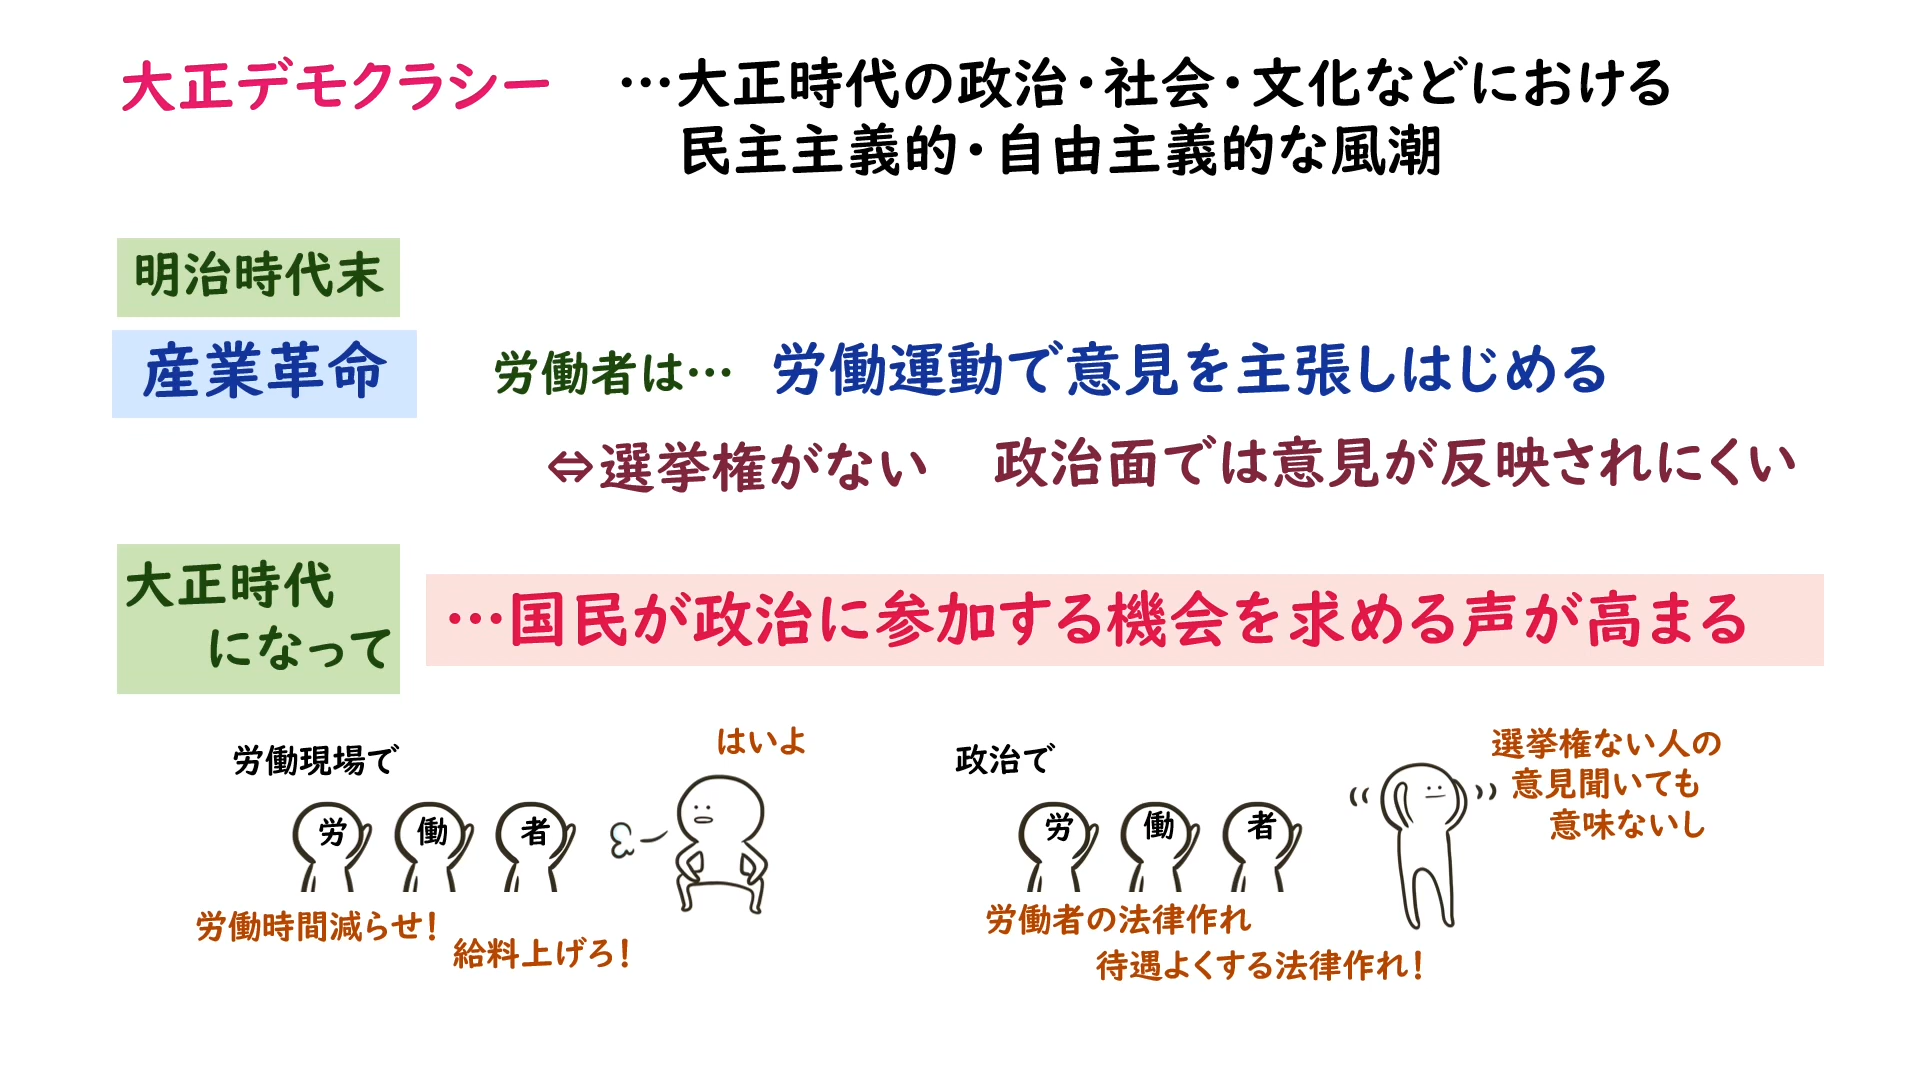 大正デモクラシー …大正時代の政治・社会・文化などにおける
民主主義的・自由主義的な風潮
明治時代末
産業革命 労働者は… 労働運動で意見を主張しはじめる
⇔選挙権がない 政治面では意見が反映されにくい
大正時代
になって
…国民が政治に参加する機会を求める声が高まる
労働現場で
はいよ
労 働 者
労働時間減らせ！
給料上げろ！
政治で
選挙権ない人の
意見聞いても
意味ないし
労 働 者
労働者の法律作れ
待遇よくする法律作れ！